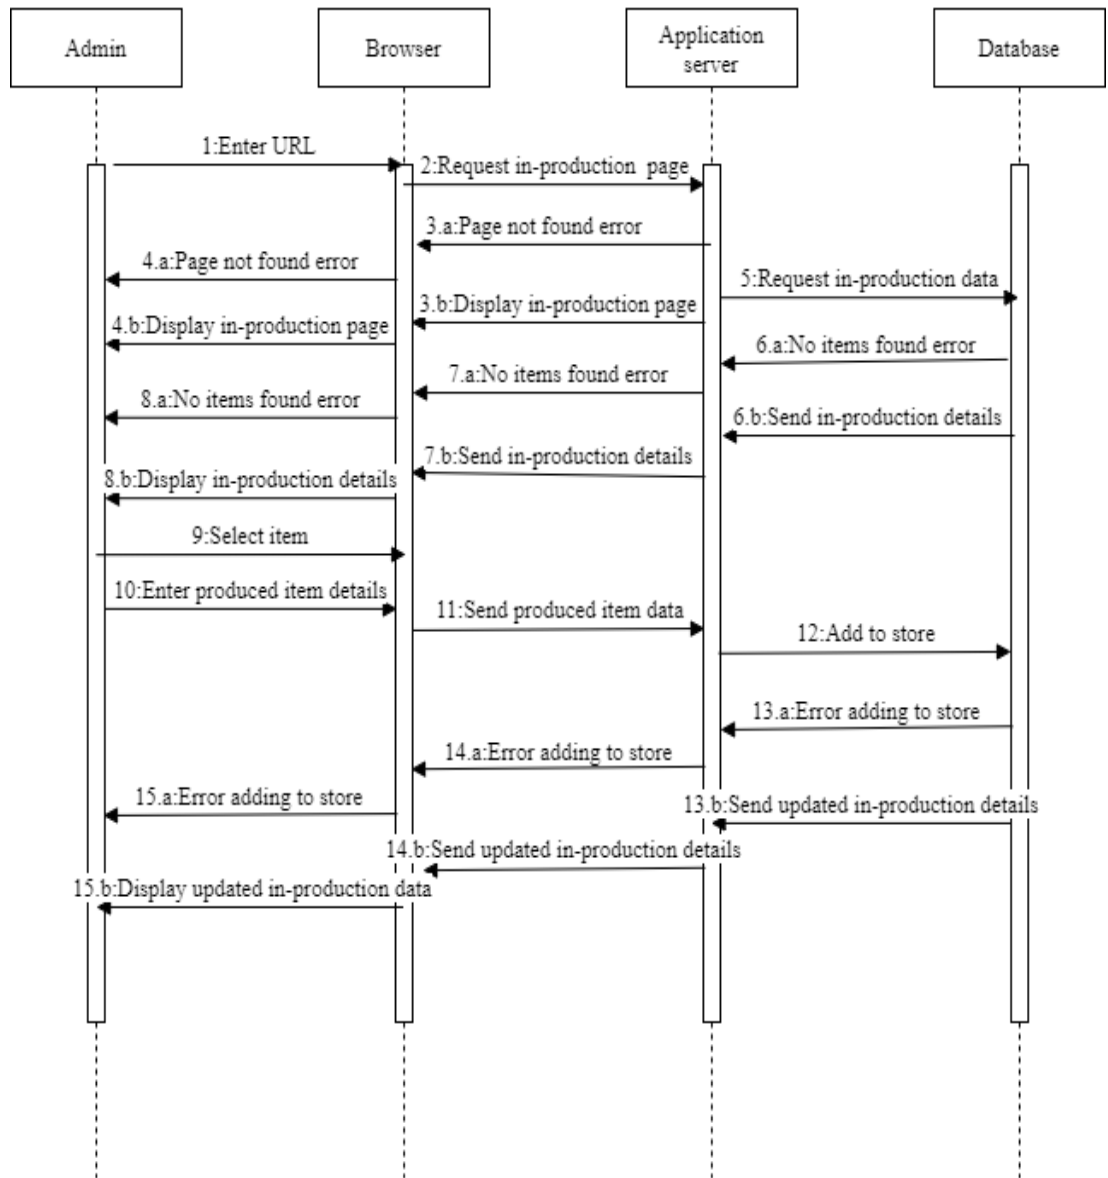 Admin
Browser
Application
server
Database
1:Enter URL
2:Request in-production page
3.a:Page not found error
4.a:Page not found error
5:Request in-production data
3.b:Display in-production page
4.b:Display in-production page
6.a:No items found error
7.a:No items found error
8.a:No items found error
6.b:Send in-production details
7.b:Send in-production details
8.b:Display in-production details
9:Select item
10:Enter produced item details
11:Send produced item data
12:Add to store
13.a:Error adding to store
14.a:Error adding to store
15.a:Error adding to store
13.b:Send updated in-production details
14.b:Send updated in-production details
15.b:Display updated in-production data